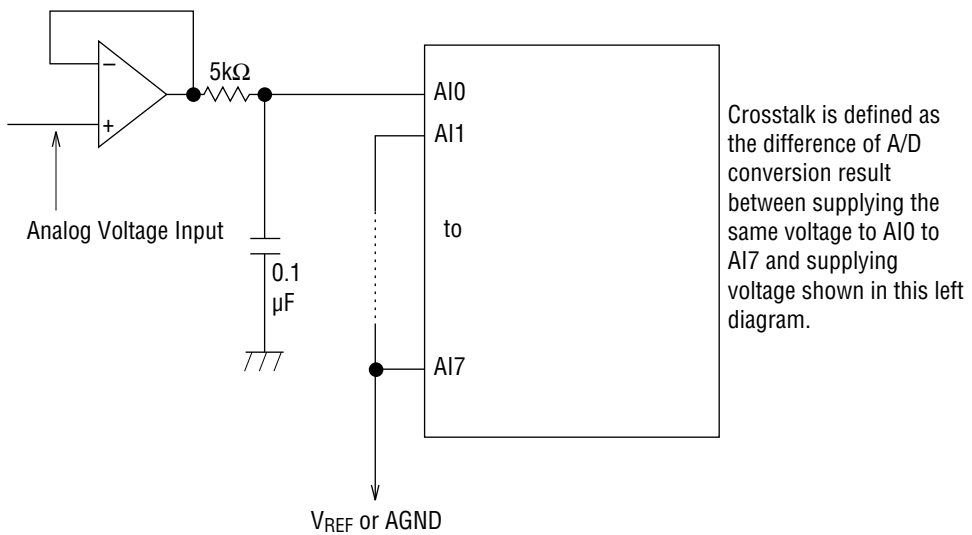 −
+
5kΩ
Analog Voltage Input
0.1
µF
AI0
AI1
to
AI7
VREF or AGND
Crosstalk is defined as
the difference of A/D
conversion result
between supplying the
same voltage to AI0 to
AI7 and supplying
voltage shown in this left
diagram.